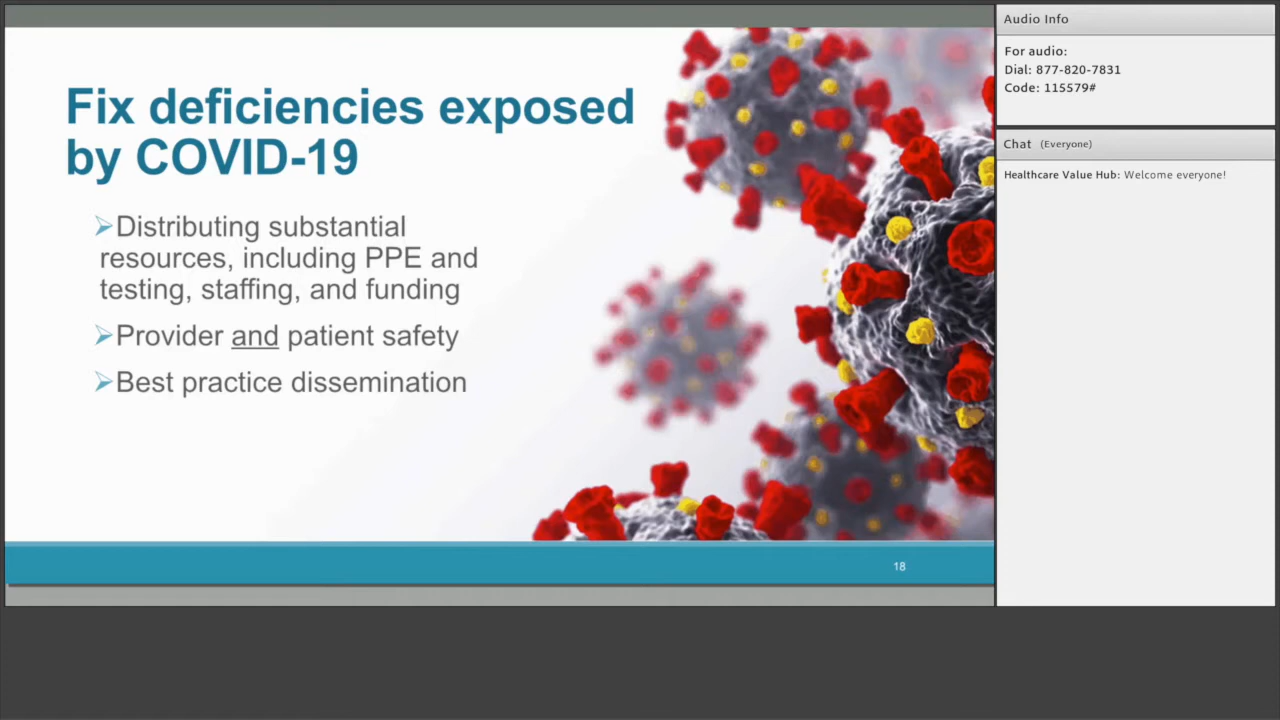 Fix deficiencies exposed
by COVID-19
➢Distributing substantial
resources, including PPE and
testing, staffing, and funding
➢Provider and patient safety
➢Best practice dissemination
18
Audio Info
For audio:
Dial: 877-820-7831
Code: 115579#
Chat (Everyone)
Healthcare Value Hub: Welcome everyone!